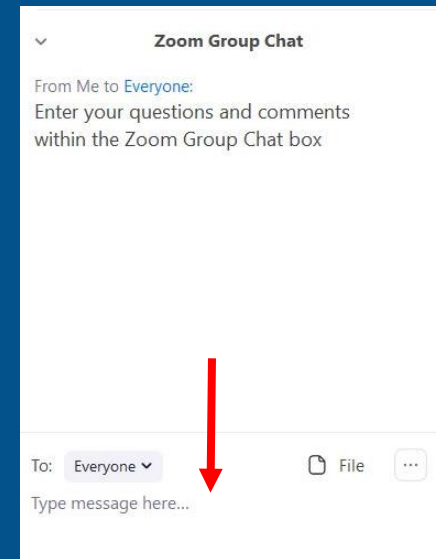 Zoom Group Chat
From Me to Everyone:
Enter your questions and comments
within the Zoom Group Chat box
To: Everyone File ...
Type message here...